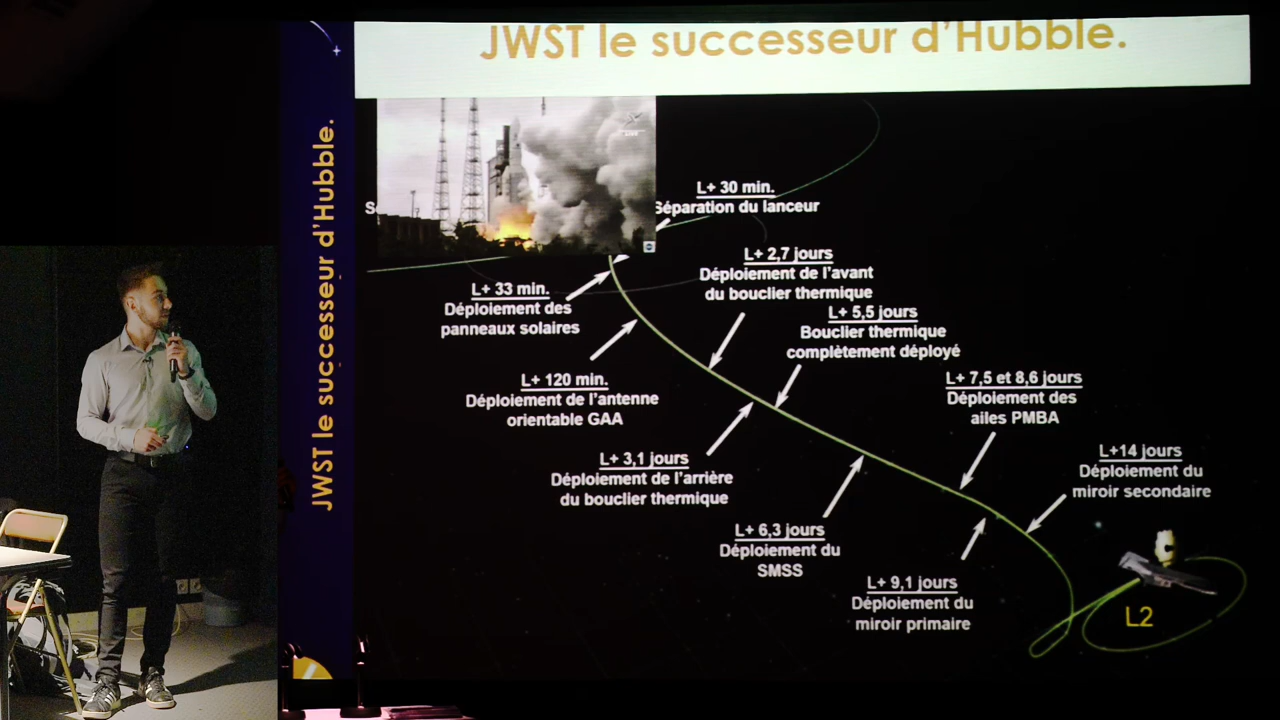 JWST le successeur d'Hubble.
JWST le successeur d'Hubble.
L+ 30 min.
Séparation du lanceur
L+ 2,7 jours
Déploiement de l'avant
du bouclier thermique
L+ 33 min.
Déploiement des
panneaux solaires
L+ 5,5 jours
Bouclier thermique
complètement déployé
L+ 120 min.
Déploiement de l'antenne
orientable GAA
L+ 7,5 et 8,6 jours
Déploiement des
ailes PMBA
L+ 3,1 jours
Déploiement de l'arrière
du bouclier thermique
L+14 jours
Déploiement du
miroir secondaire
L+ 6,3 jours
Déploiement du
SMSS
L+ 9,1 jours
Déploiement du
miroir primaire
L2